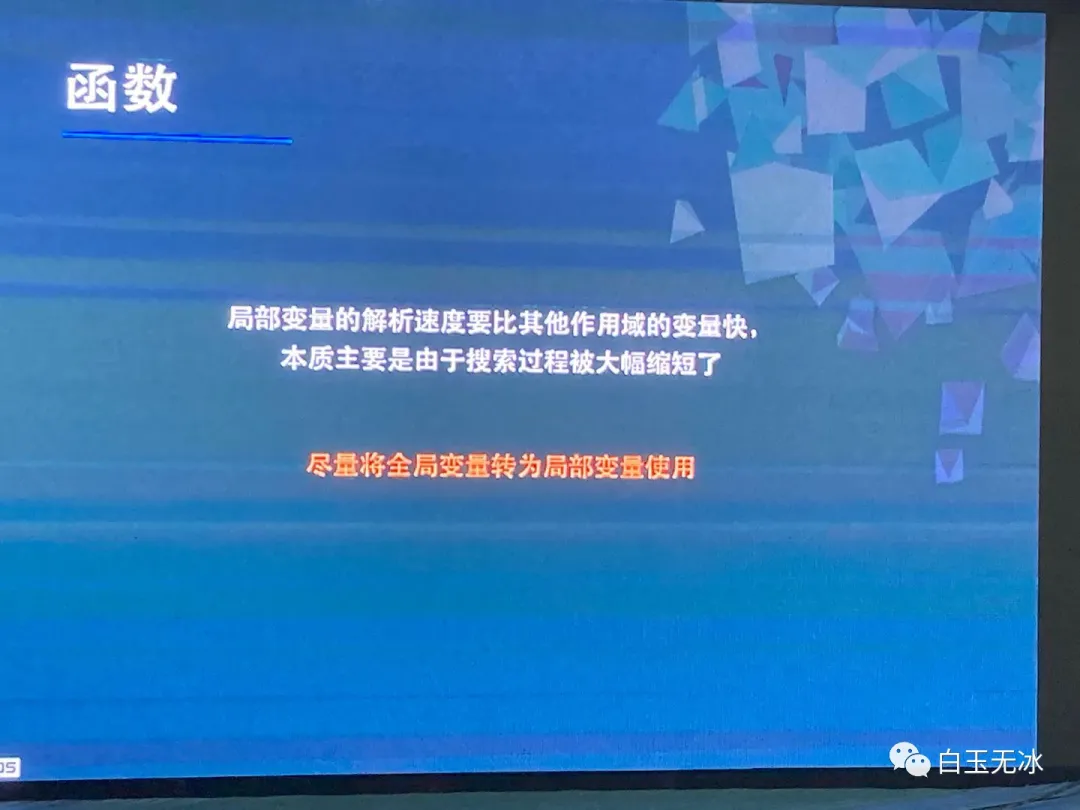 函数
局部变量的解析速度要比其他作用域的变量快，
本质主要是由于搜索过程被大幅缩短了
尽量将全局变量转为局部变量使用
OS
白玉无冰